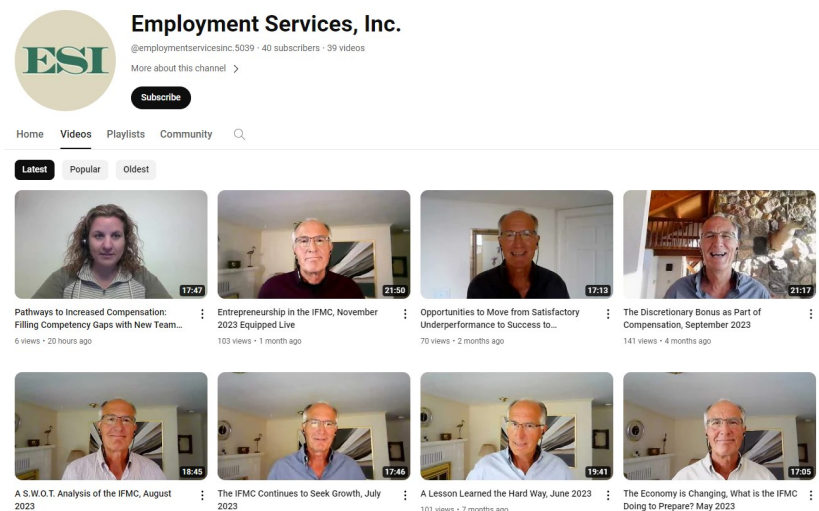 Employment Services, Inc.
ESI
@employmentservicesinc.5039 · 40 subscribers · 39 videos
More about this channel
Subscribe
Home Videos Playlists Community
Latest Popular Oldest
17:47 21:50 17:13 21:17
Pathways to Increased Compensation:
Filling Competency Gaps with New Team...
6 views • 20 hours ago
Entrepreneurship in the IFMC, November
2023 Equipped Live
103 views • 1 month ago
Opportunities to Move from Satisfactory
Underperformance to Success to...
70 views • 2 months ago
The Discretionary Bonus as Part of
Compensation, September 2023
141 views • 4 months ago
18:45 17:46 19:41 17:05
A S.W.O.T. Analysis of the IFMC, August
2023
The IFMC Continues to Seek Growth, July
2023
A Lesson Learned the Hard Way, June 2023
101 views • 7 months ago
The Economy is Changing, What is the IFMC
Doing to Prepare? May 2023